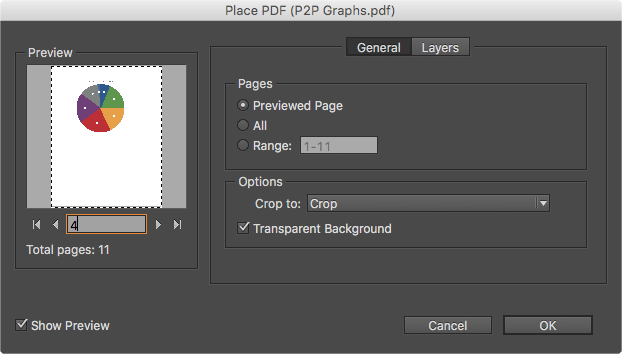 Place PDF (P2P Graphs.pdf)
Preview
4
Total pages: 11
Show Preview
General
Layers
Pages
Previewed Page
All
Range: 1-11
Options
Crop to: Crop
Transparent Background
Cancel
OK